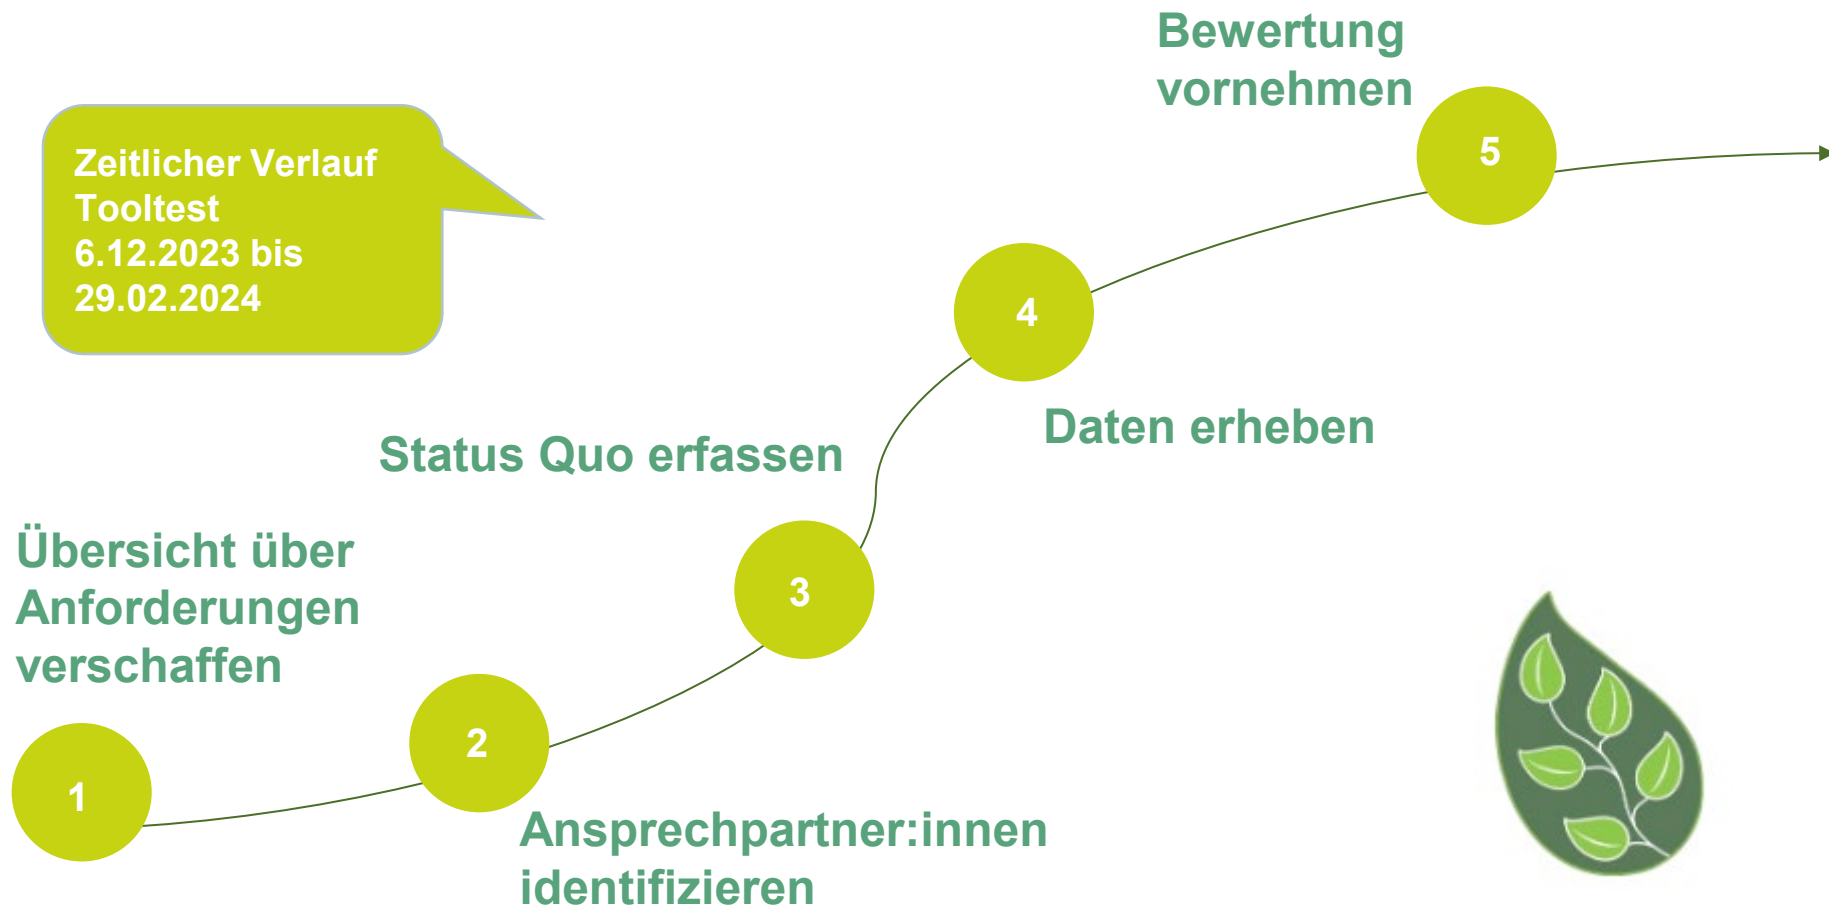 Bewertung
vornehmen
5
Zeitlicher Verlauf
Tooltest
6.12.2023 bis
29.02.2024
4
Daten erheben
Status Quo erfassen
3
Übersicht über
Anforderungen
verschaffen
2
1
Ansprechpartner:innen
identifizieren